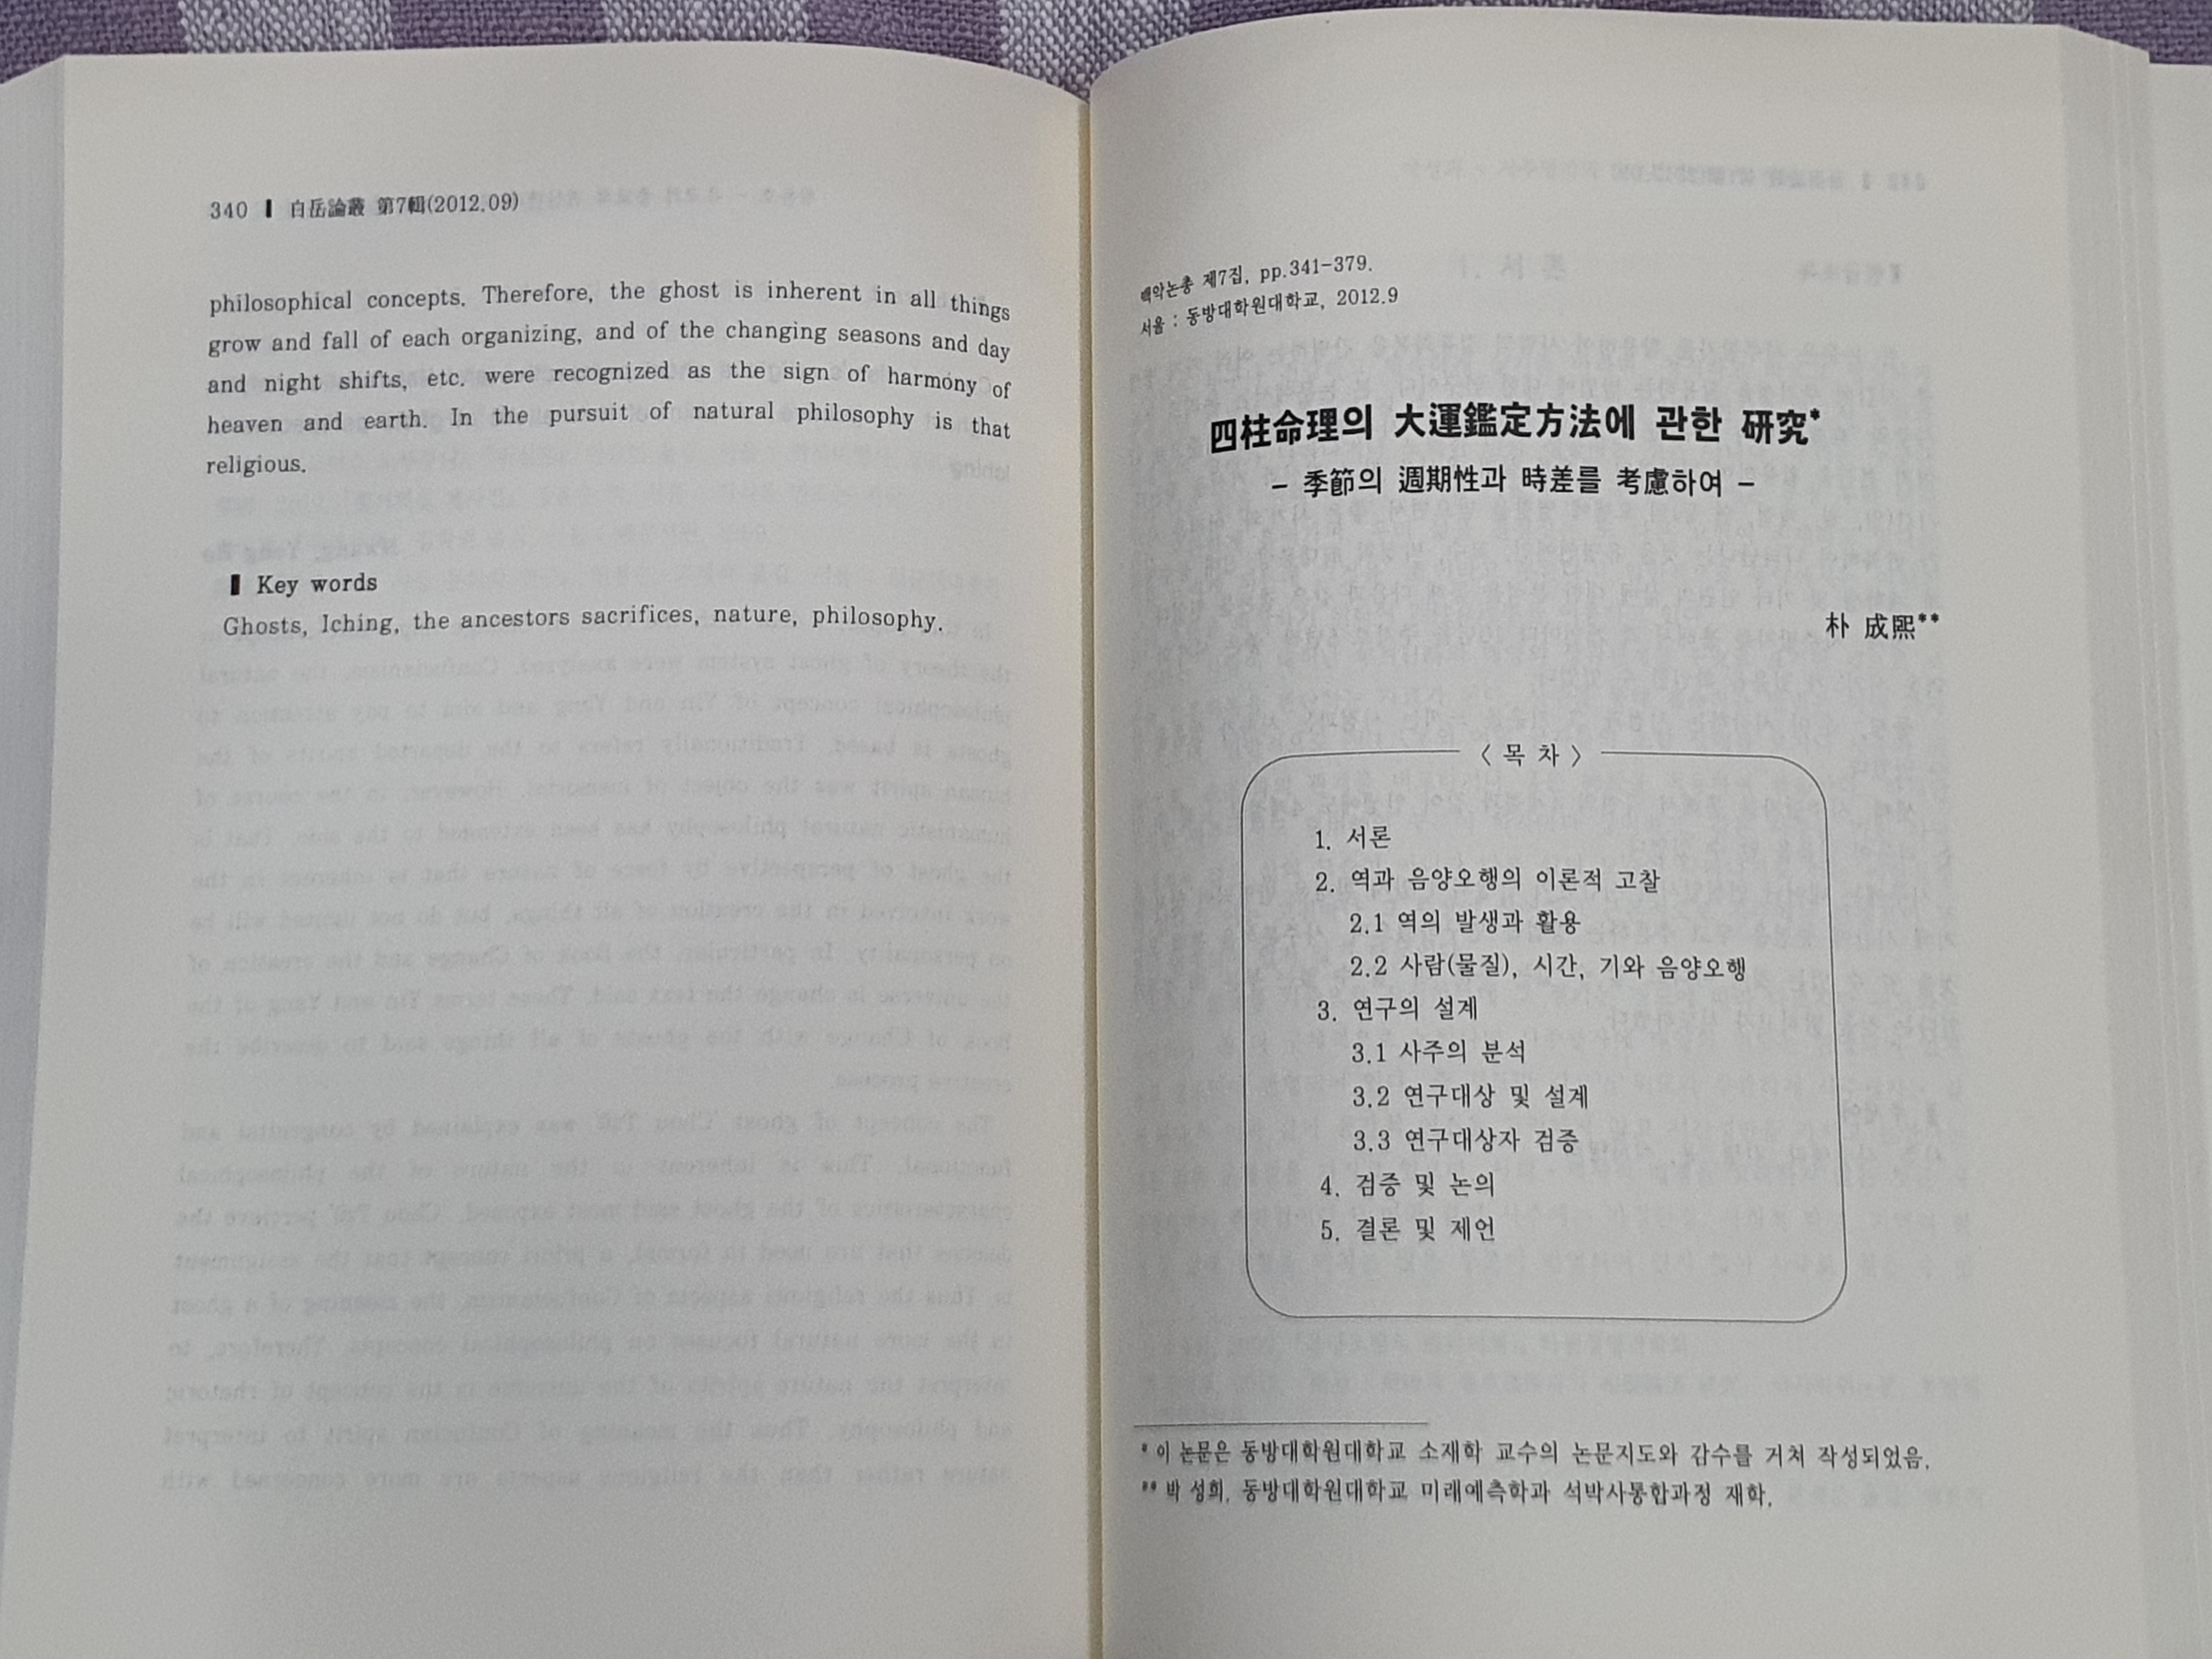 340 ▌ 白岳論叢 第7輯(2012.09)
philosophical concepts. Therefore, the ghost is inherent in all things
grow and fall of each organizing, and of the changing seasons and day
and night shifts, etc. were recognized as the sign of harmony of
heaven and earth. In the pursuit of natural philosophy is that
religious.
▌ Key words
Ghosts, Iching, the ancestors sacrifices, nature, philosophy.
백악논총 제7집, pp.341-379.
서울 : 동방대학원대학교, 2012.9
四柱命理의 大運鑑定方法에 관한 硏究*
- 季節의 週期性과 時差를 考慮하여 -
朴 成熙**
〈 목 차 〉
1. 서론
2. 역과 음양오행의 이론적 고찰
2.1 역의 발생과 활용
2.2 사람(물질), 시간, 기와 음양오행
3. 연구의 설계
3.1 사주의 분석
3.2 연구대상 및 설계
3.3 연구대상자 검증
4. 검증 및 논의
5. 결론 및 제언
* 이 논문은 동방대학원대학교 소재학 교수의 논문지도와 감수를 거쳐 작성되었음.
** 박 성희, 동방대학원대학교 미래예측학과 석박사통합과정 재학.